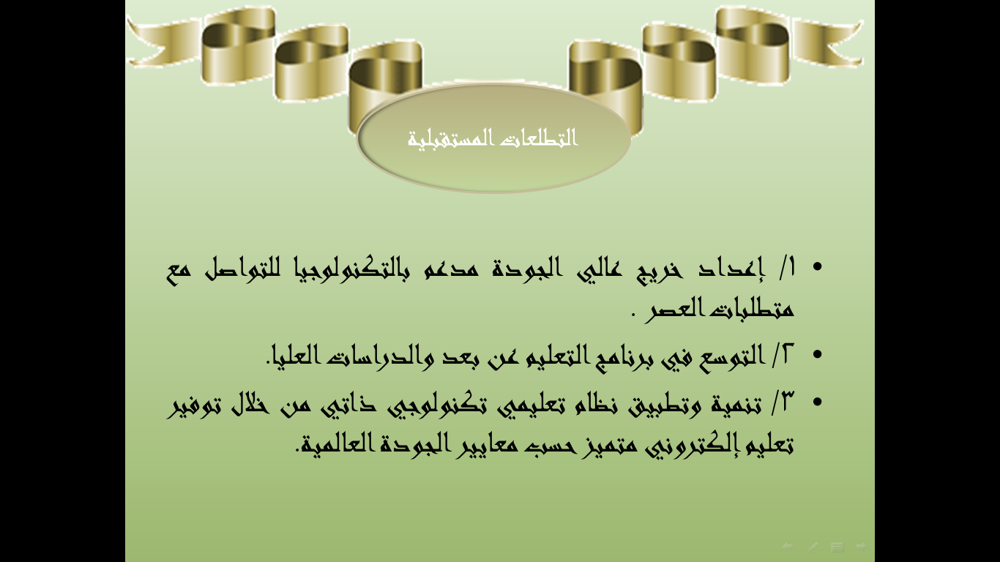 التطلعات المستقبلية
• ١/ إعداد خريج عالي الجودة مدعم بالتكنولوجيا للتواصل مع
متطلبات العصر .
• ٢/ التوسع في برنامج التعليم عن بعد والدراسات العليا.
• ٣/ تنمية وتطبيق نظام تعليمي تكنولوجي ذاتي من خلال توفير
تعليم إلكتروني متميز حسب معايير الجودة العالمية.